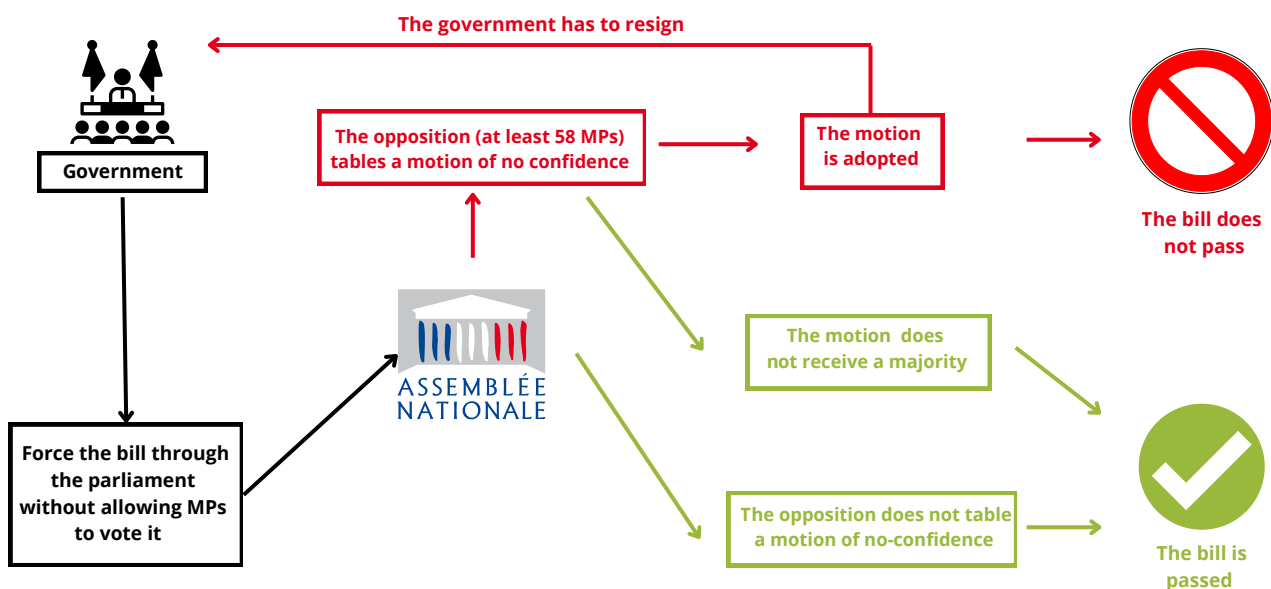 The government has to resign
Government
The opposition (at least 58 MPs)
tables a motion of no confidence
The motion
is adopted
The bill does
not pass
ASSEMBLÉE
NATIONALE
The motion does
not receive a majority
Force the bill through
the parliament
without allowing MPs
to vote it
The opposition does not table
a motion of no-confidence
The bill is
passed